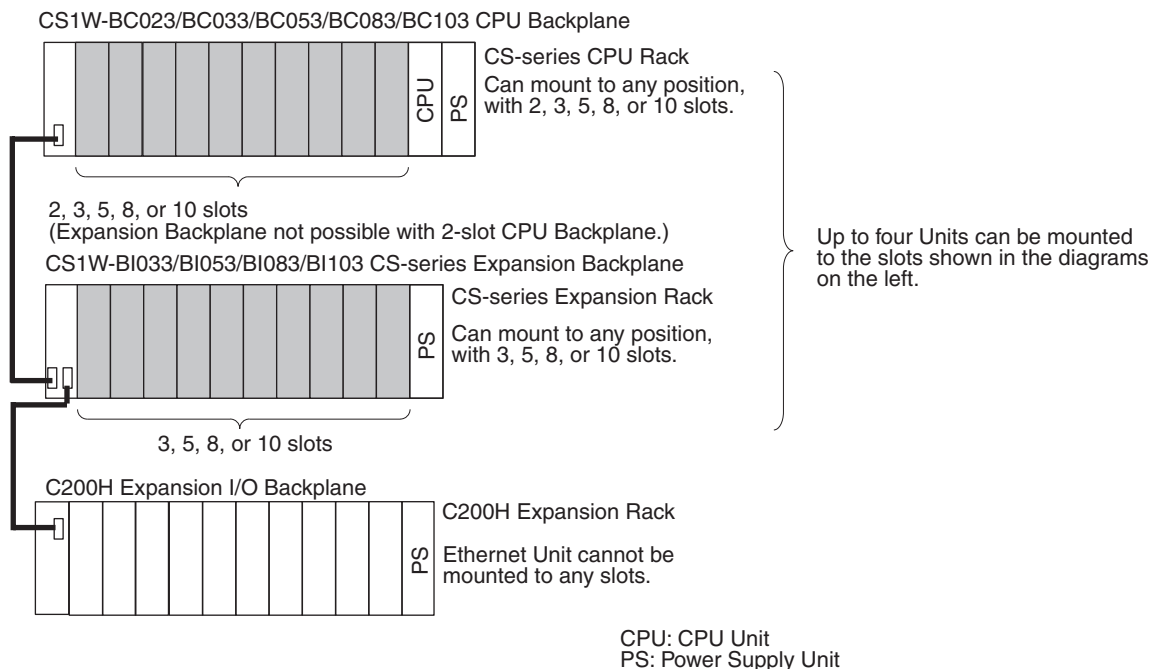 CS1W-BC023/BC033/BC053/BC083/BC103 CPU Backplane
CS-series CPU Rack
Can mount to any position,
with 2, 3, 5, 8, or 10 slots.
CPU
PS
2, 3, 5, 8, or 10 slots
(Expansion Backplane not possible with 2-slot CPU Backplane.)
CS1W-BI033/BI053/BI083/BI103 CS-series Expansion Backplane
CS-series Expansion Rack
Can mount to any position,
with 3, 5, 8, or 10 slots.
PS
3, 5, 8, or 10 slots
Up to four Units can be mounted
to the slots shown in the diagrams
on the left.
C200H Expansion I/O Backplane
C200H Expansion Rack
Ethernet Unit cannot be
mounted to any slots.
PS
CPU: CPU Unit
PS: Power Supply Unit